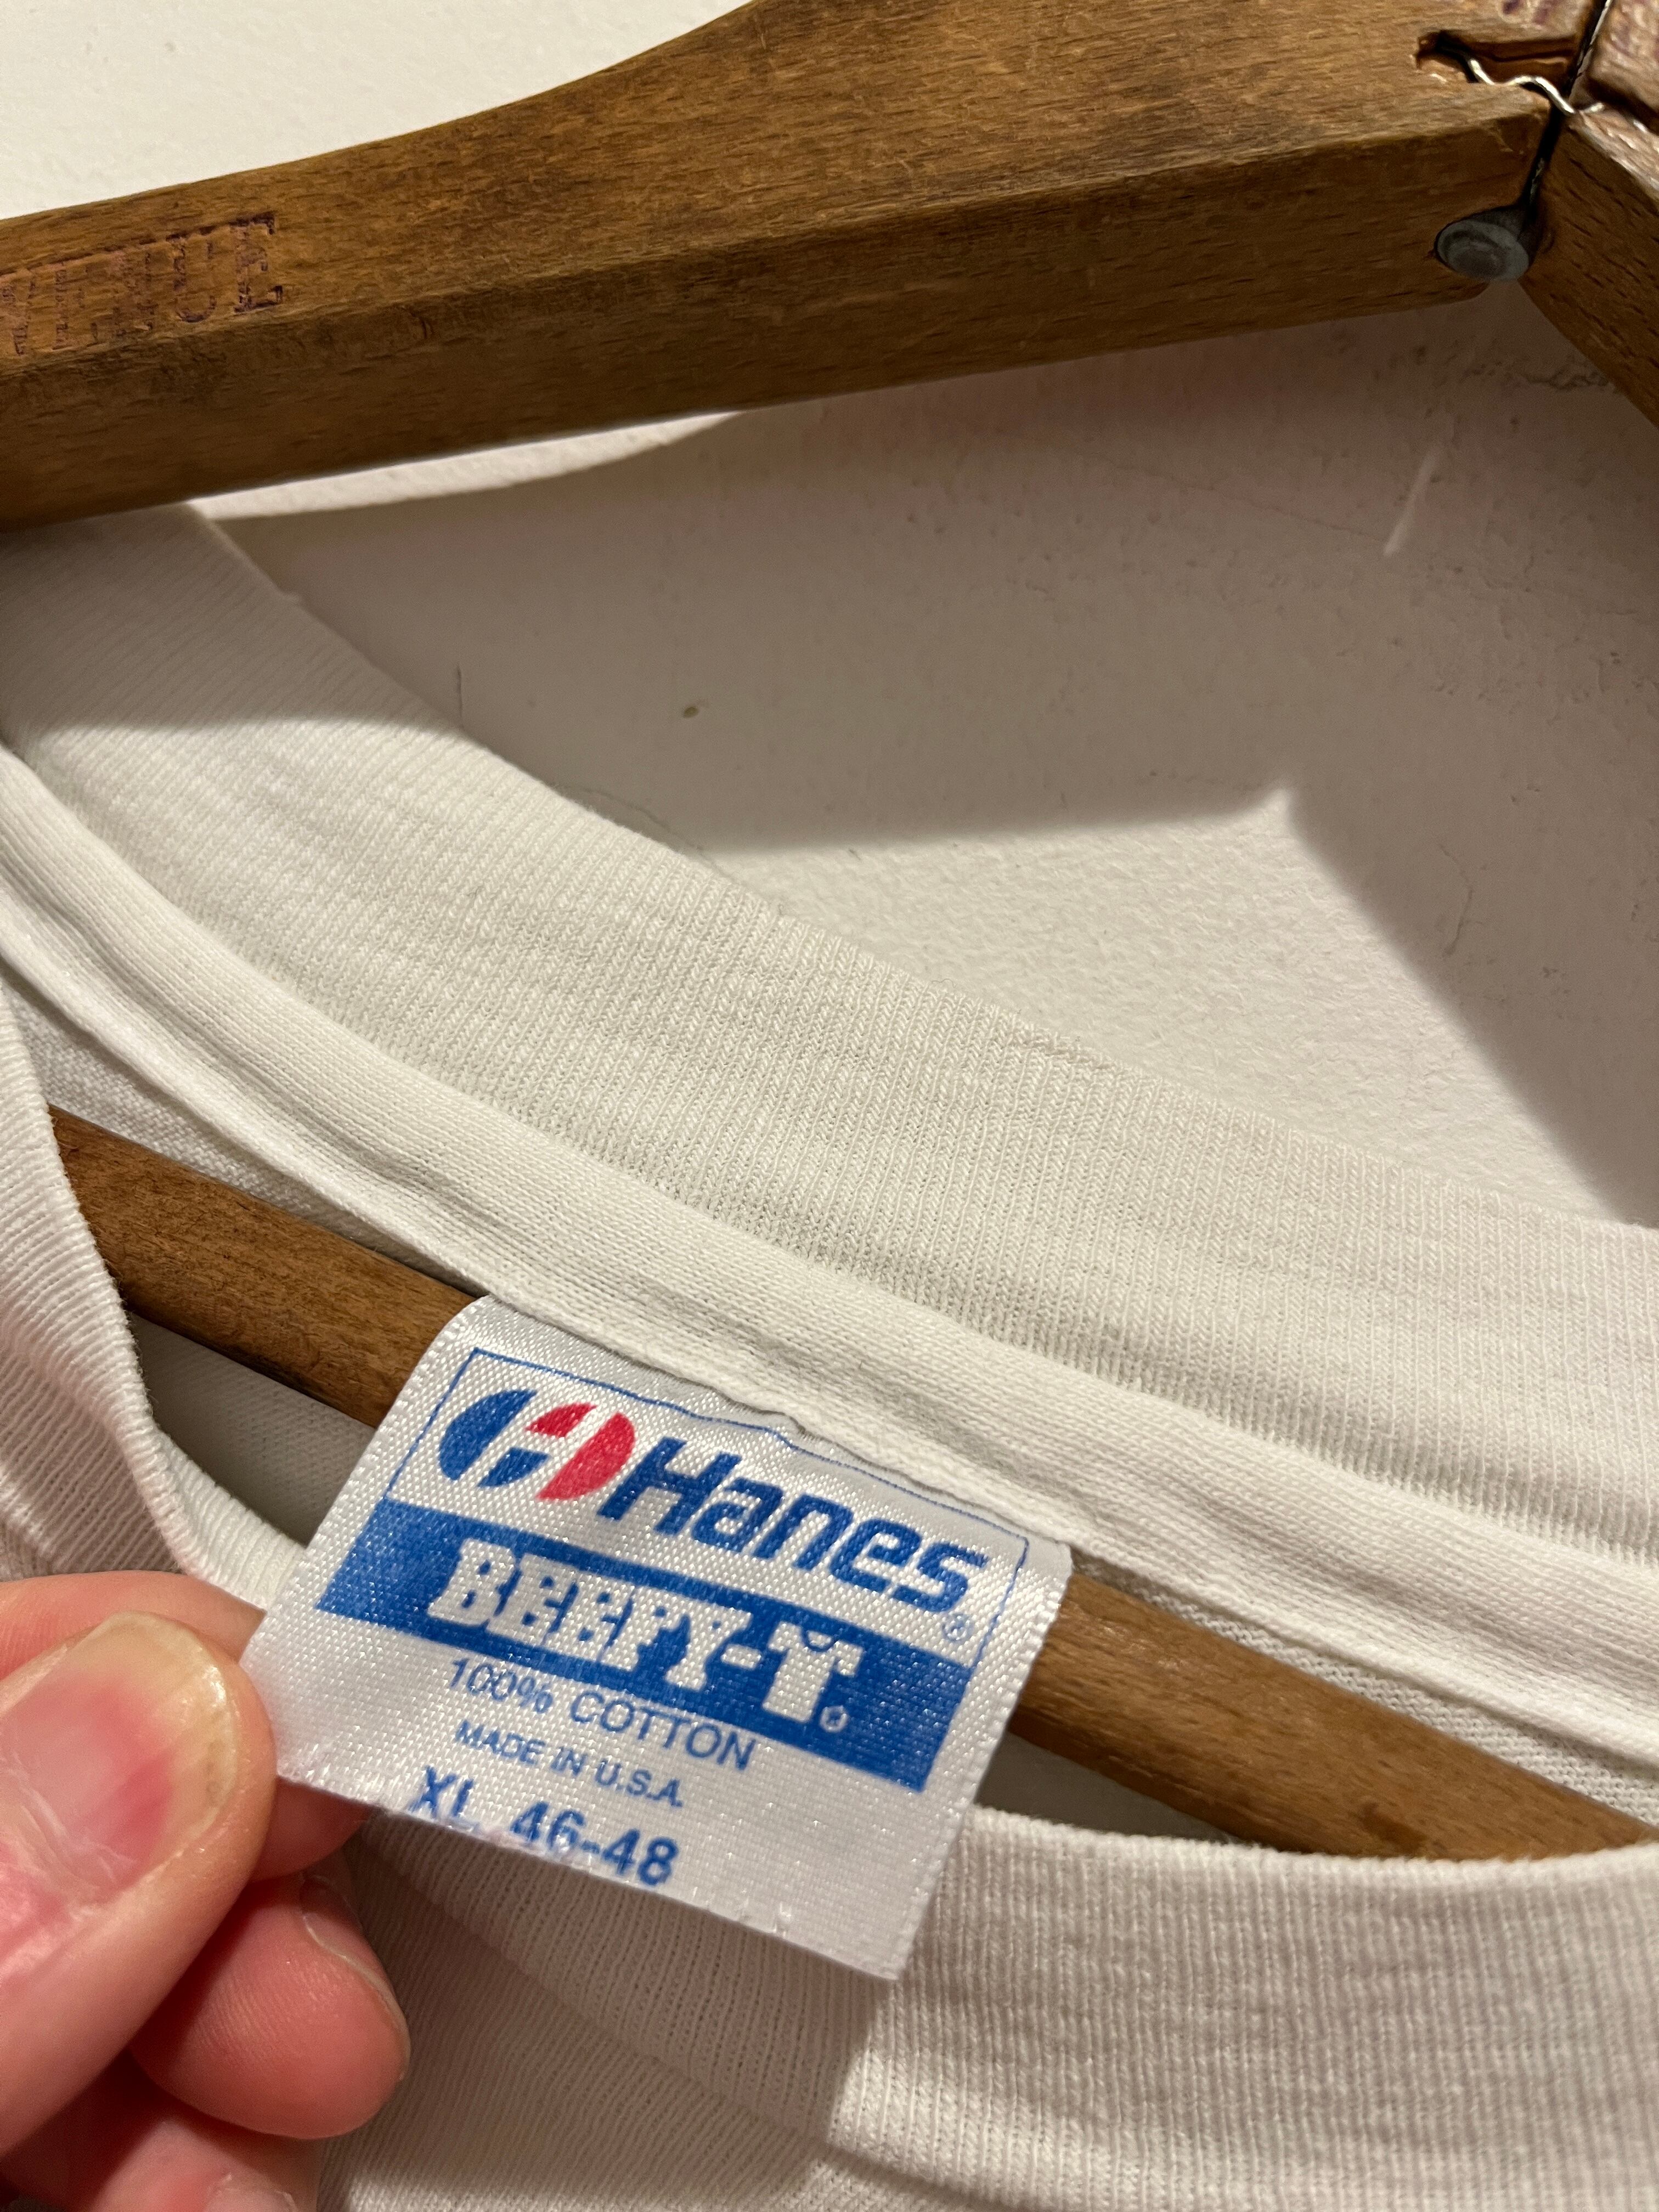 Hanes®
BEEFY-T®
100% COTTON
MADE IN U.S.A.
XL 46-48